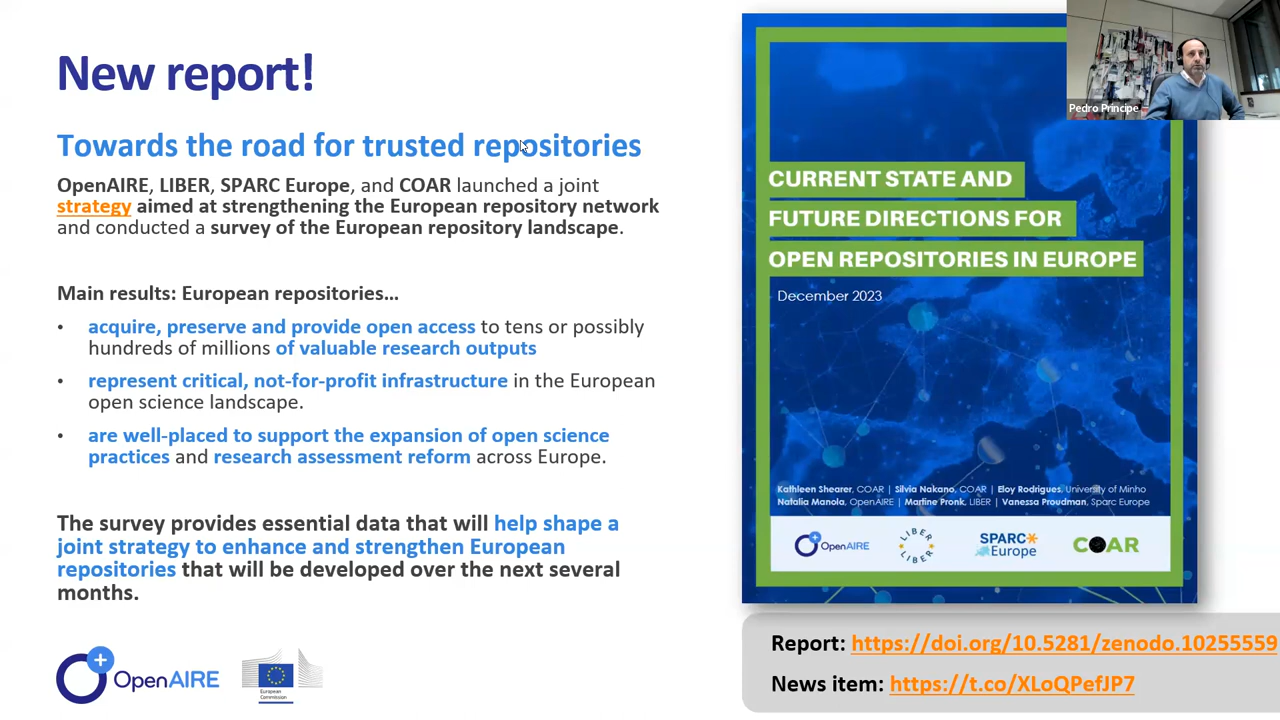 New report!
Towards the road for trusted repositories
OpenAIRE, LIBER, SPARC Europe, and COAR launched a joint
strategy aimed at strengthening the European repository network
and conducted a survey of the European repository landscape.
Main results: European repositories...
• acquire, preserve and provide open access to tens or possibly
hundreds of millions of valuable research outputs
• represent critical, not-for-profit infrastructure in the European
open science landscape.
• are well-placed to support the expansion of open science
practices and research assessment reform across Europe.
The survey provides essential data that will help shape a
joint strategy to enhance and strengthen European
repositories that will be developed over the next several
months.
OpenAIRE
European
Commission
Pedro Príncipe
CURRENT STATE AND
FUTURE DIRECTIONS FOR
OPEN REPOSITORIES IN EUROPE
December 2023
Kathleen Shearer, COAR | Silvia Nakano, COAR | Eloy Rodrigues, University of Minho
Natalia Manola, OpenAIRE | Martine Pronk, LIBER | Vanessa Proudman, Sparc Europe
OpenAIRE
LIBER
LIBER
SPARC
Europe
COAR
Report: https://doi.org/10.5281/zenodo.10255559
News item: https://t.co/XLoQPefJP7